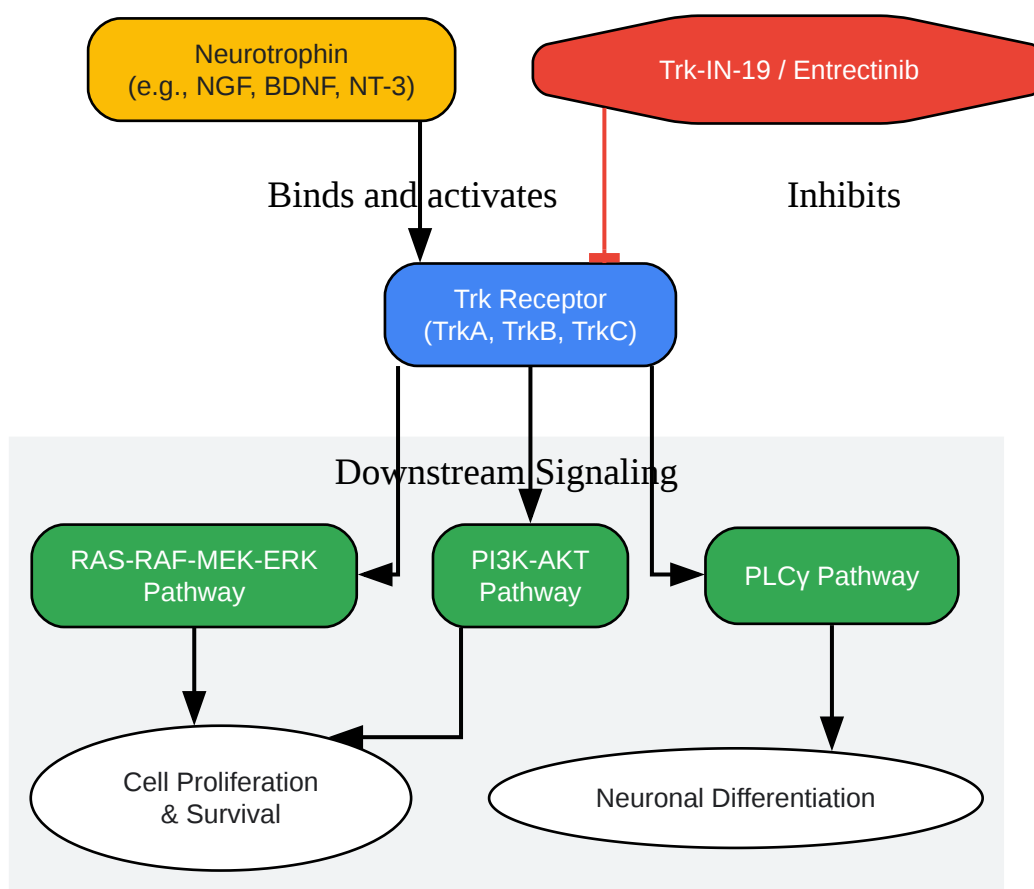 Neurotrophin
(e.g., NGF, BDNF, NT-3)
Trk-IN-19 / Entrectinib
Binds and activates
Inhibits
Trk Receptor
(TrkA, TrkB, TrkC)
Downstream Signaling
RAS-RAF-MEK-ERK
Pathway
PI3K-AKT
Pathway
PLCγ Pathway
Cell Proliferation
& Survival
Neuronal Differentiation